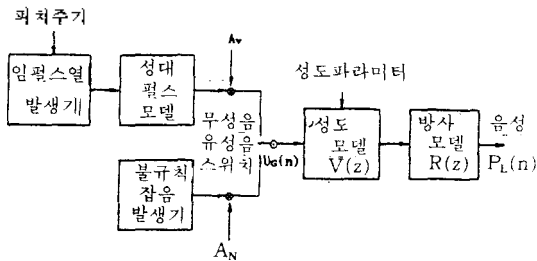 피치주기
임펄스열
발생기
성대
펄스
모델
Av
무성음
유성음
스위치
UG(n)
불규칙
잡음
발생기
AN
성도파라미터
성도
모델
V(z)
방사
모델
R(z)
음성
PL(n)